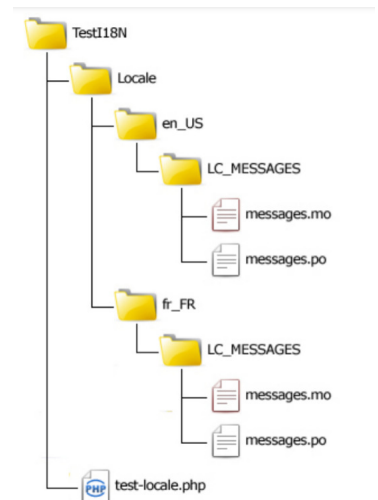 TestI18N
Locale
en_US
LC_MESSAGES
messages.mo
messages.po
fr_FR
LC_MESSAGES
messages.mo
messages.po
PHP
test-locale.php